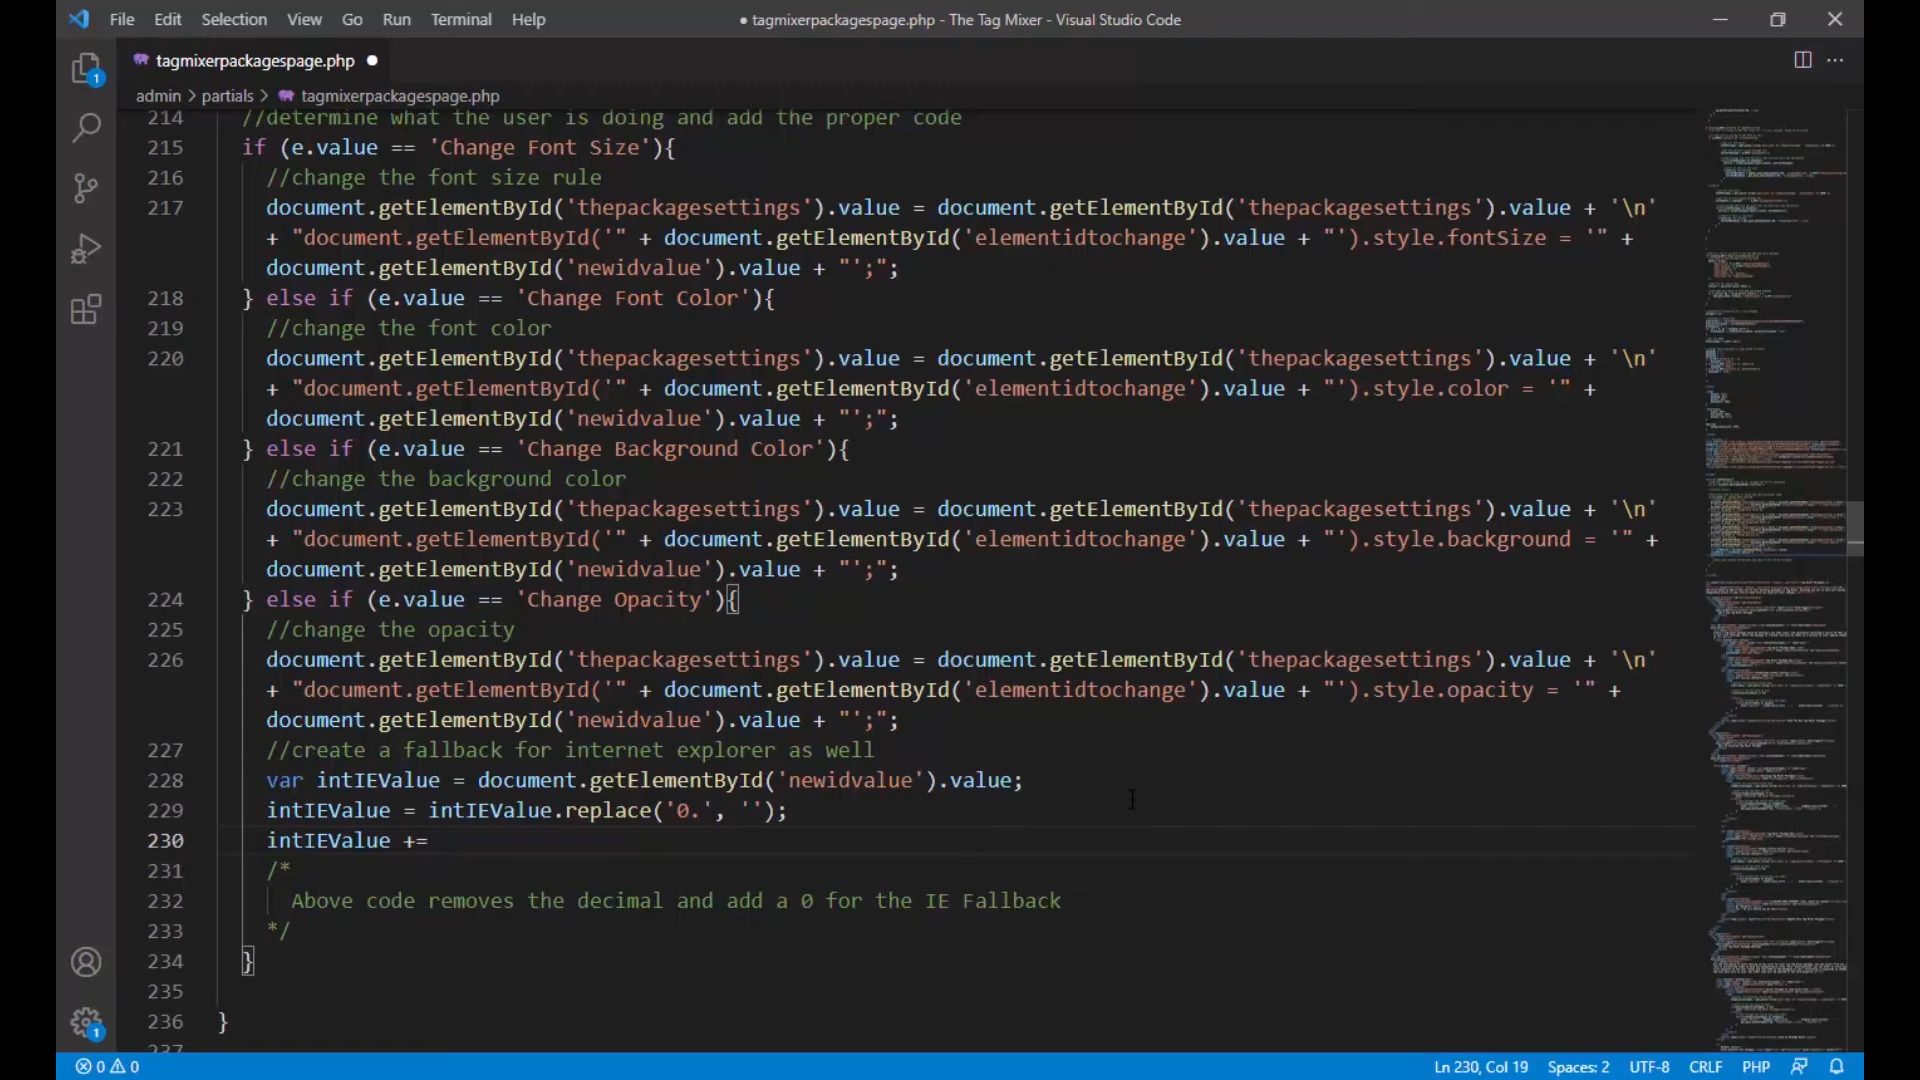 File Edit Selection View Go Run Terminal Help ● tagmixerpackagespage.php - The Tag Mixer - Visual Studio Code
tagmixerpackagespage.php ●
admin > partials > tagmixerpackagespage.php
214 //determine what the user is doing and add the proper code
215 if (e.value == 'Change Font Size'){
216 //change the font size rule
217 document.getElementById('thepackagesettings').value = document.getElementById('thepackagesettings').value + '\n'
+ "document.getElementById('" + document.getElementById('elementidtochange').value + "').style.fontSize = '" +
document.getElementById('newidvalue').value + "';";
218 } else if (e.value == 'Change Font Color'){
219 //change the font color
220 document.getElementById('thepackagesettings').value = document.getElementById('thepackagesettings').value + '\n'
+ "document.getElementById('" + document.getElementById('elementidtochange').value + "').style.color = '" +
document.getElementById('newidvalue').value + "';";
221 } else if (e.value == 'Change Background Color'){
222 //change the background color
223 document.getElementById('thepackagesettings').value = document.getElementById('thepackagesettings').value + '\n'
+ "document.getElementById('" + document.getElementById('elementidtochange').value + "').style.background = '" +
document.getElementById('newidvalue').value + "';";
224 } else if (e.value == 'Change Opacity'){
225 //change the opacity
226 document.getElementById('thepackagesettings').value = document.getElementById('thepackagesettings').value + '\n'
+ "document.getElementById('" + document.getElementById('elementidtochange').value + "').style.opacity = '" +
document.getElementById('newidvalue').value + "';";
227 //create a fallback for internet explorer as well
228 var intIEValue = document.getElementById('newidvalue').value;
229 intIEValue = intIEValue.replace('0.', '');
230 intIEValue +=
231 /*
232 Above code removes the decimal and add a 0 for the IE Fallback
233 */
234 }
235
236 }
237
1
1
0 0 Ln 230, Col 19 Spaces: 2 UTF-8 CRLF PHP